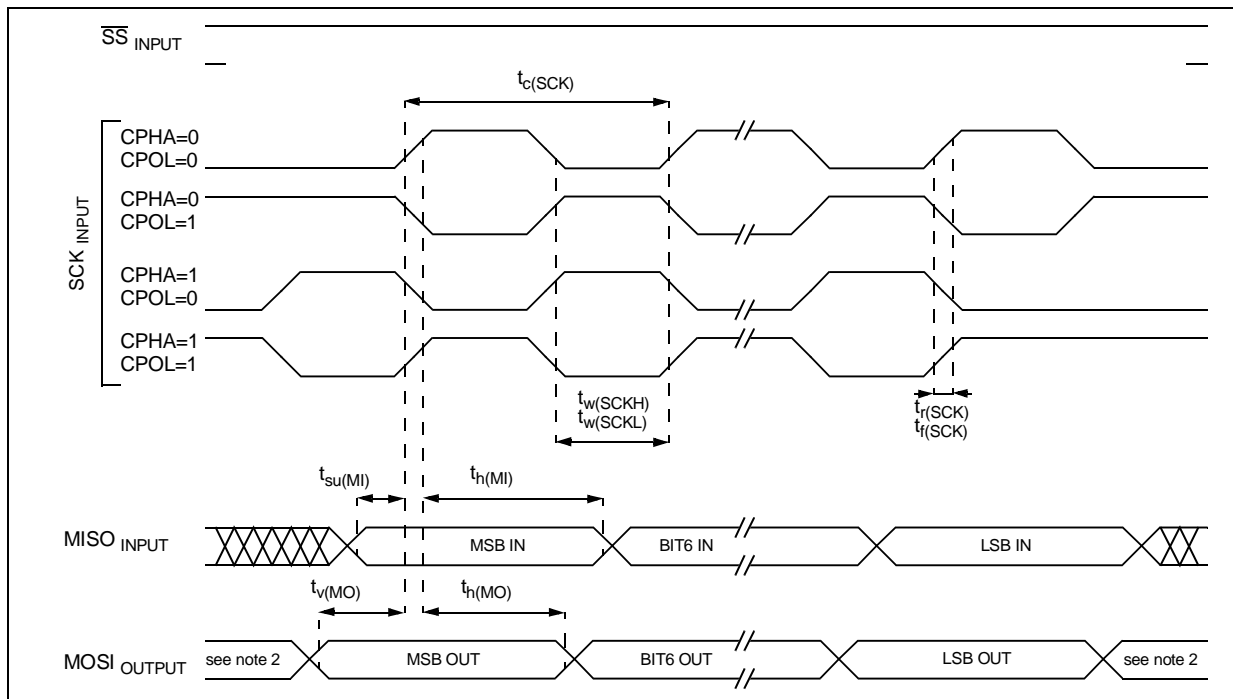 SS INPUT
tc(SCK)
SCK INPUT
CPHA=0
CPOL=0
CPHA=0
CPOL=1
CPHA=1
CPOL=0
CPHA=1
CPOL=1
tw(SCKH)
tw(SCKL)
tr(SCK)
tf(SCK)
tsu(MI)
th(MI)
MISO INPUT
MSB IN
BIT6 IN
LSB IN
tv(MO)
th(MO)
MOSI OUTPUT
see note 2
MSB OUT
BIT6 OUT
LSB OUT
see note 2